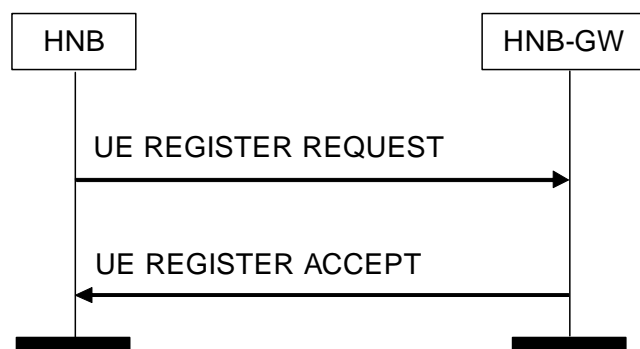 HNB
HNB-GW
UE REGISTER REQUEST
UE REGISTER ACCEPT